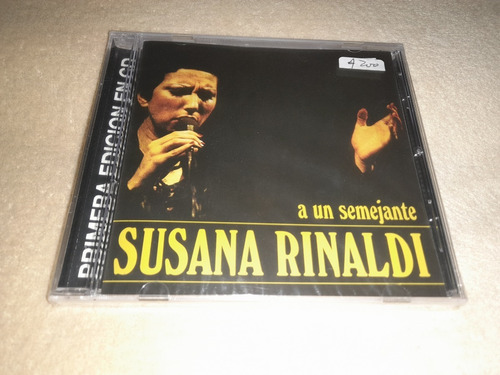 PRIMERA EDICION EN CD
a un semejante
SUSANA RINALDI